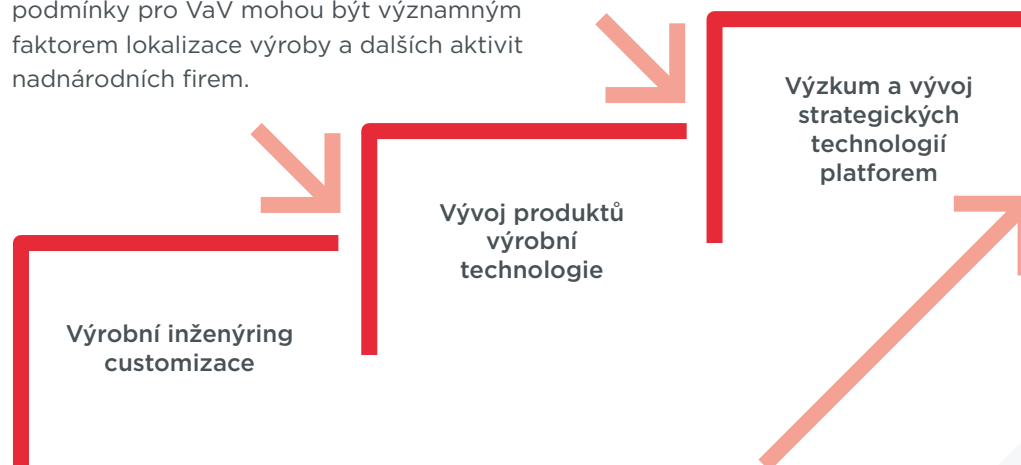 podmínky pro VaV mohou být významným
faktorem lokalizace výroby a dalších aktivit
nadnárodních firem.
Výzkum a vývoj
strategických
technologií
platforem
Vývoj produktů
výrobní
technologie
Výrobní inženýring
customizace